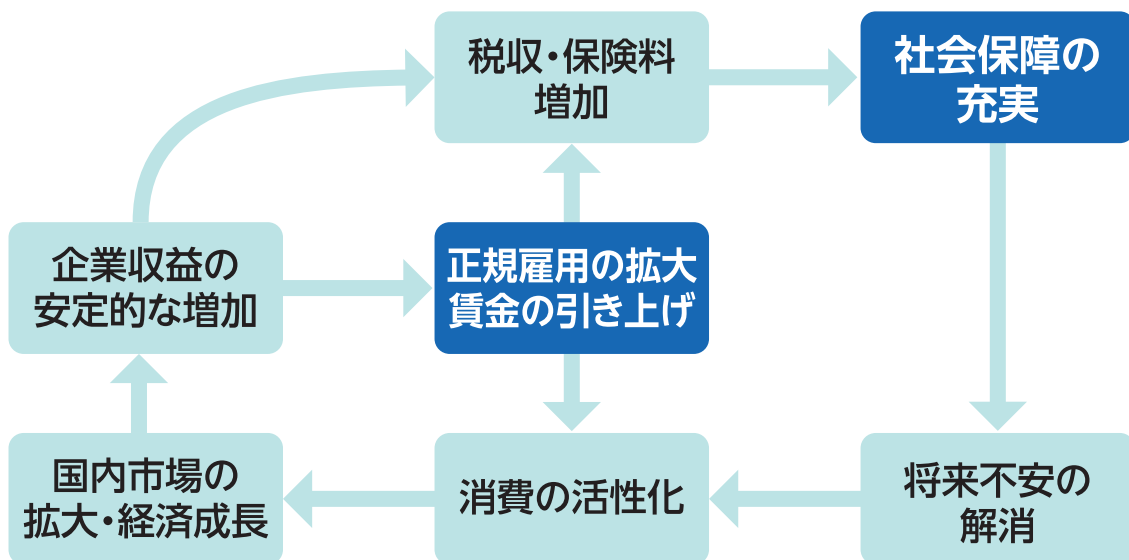 税収・保険料
増加
社会保障の
充実
企業収益の
安定的な増加
正規雇用の拡大
賃金の引き上げ
国内市場の
拡大・経済成長
消費の活性化
将来不安の
解消